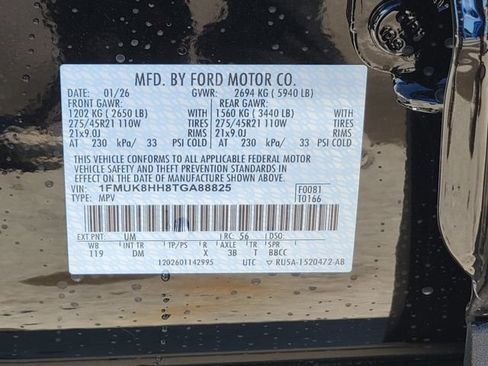 MFD. BY FORD MOTOR CO.
DATE: 01/26 GVWR: 2694 KG ( 5940 LB)
FRONT GAWR: REAR GAWR:
1202 KG ( 2650 LB) WITH 1560 KG ( 3440 LB) WITH
275/45R21 110W TIRES 275/45R21 110W TIRES
21x9.0J RIMS 21x9.0J RIMS
AT 230 kPa/ 33 PSI COLD AT 230 kPa/ 33 PSI COLD
THIS VEHICLE CONFORMS TO ALL APPLICABLE FEDERAL MOTOR
VEHICLE SAFETY AND THEFT PREVENTION STANDARDS IN
EFFECT ON THE DATE OF MANUFACTURE SHOWN ABOVE.
VIN: 1FMUK8HH8TGA88825 F0081
TYPE: MPV T0166
EXT PNT: UM RC: 56 DSO:
WB INT TR TP/PS R AXLE TR SPR
119 DM X 3B T BBCC
1202601142995 UTC RU5A-1520472-AB